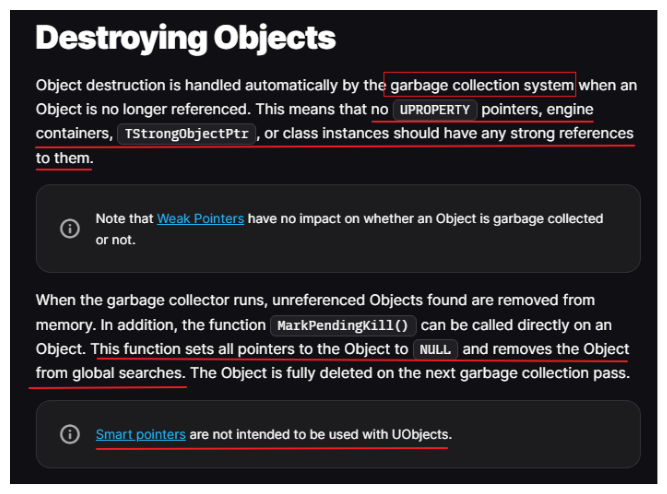 Destroying Objects
Object destruction is handled automatically by the garbage collection system when an
Object is no longer referenced. This means that no UPROPERTY pointers, engine
containers, TStrongObjectPtr, or class instances should have any strong references
to them.
Note that Weak Pointers have no impact on whether an Object is garbage collected
or not.
When the garbage collector runs, unreferenced Objects found are removed from
memory. In addition, the function MarkPendingKill() can be called directly on an
Object. This function sets all pointers to the Object to NULL and removes the Object
from global searches. The Object is fully deleted on the next garbage collection pass.
Smart pointers are not intended to be used with UObjects.